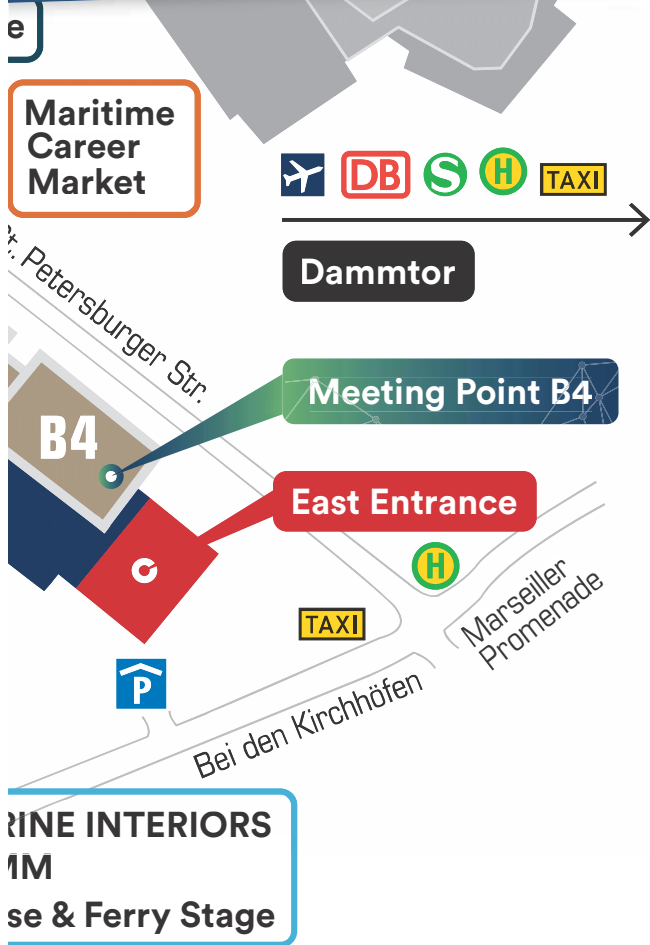 e
Maritime
Career
Market
DB
S
H
TAXI
Dammtor
St. Petersburger Str.
Meeting Point B4
B4
East Entrance
H
TAXI
Marseiller
Promenade
P
Bei den Kirchhöfen
RINE INTERIORS
MM
se & Ferry Stage